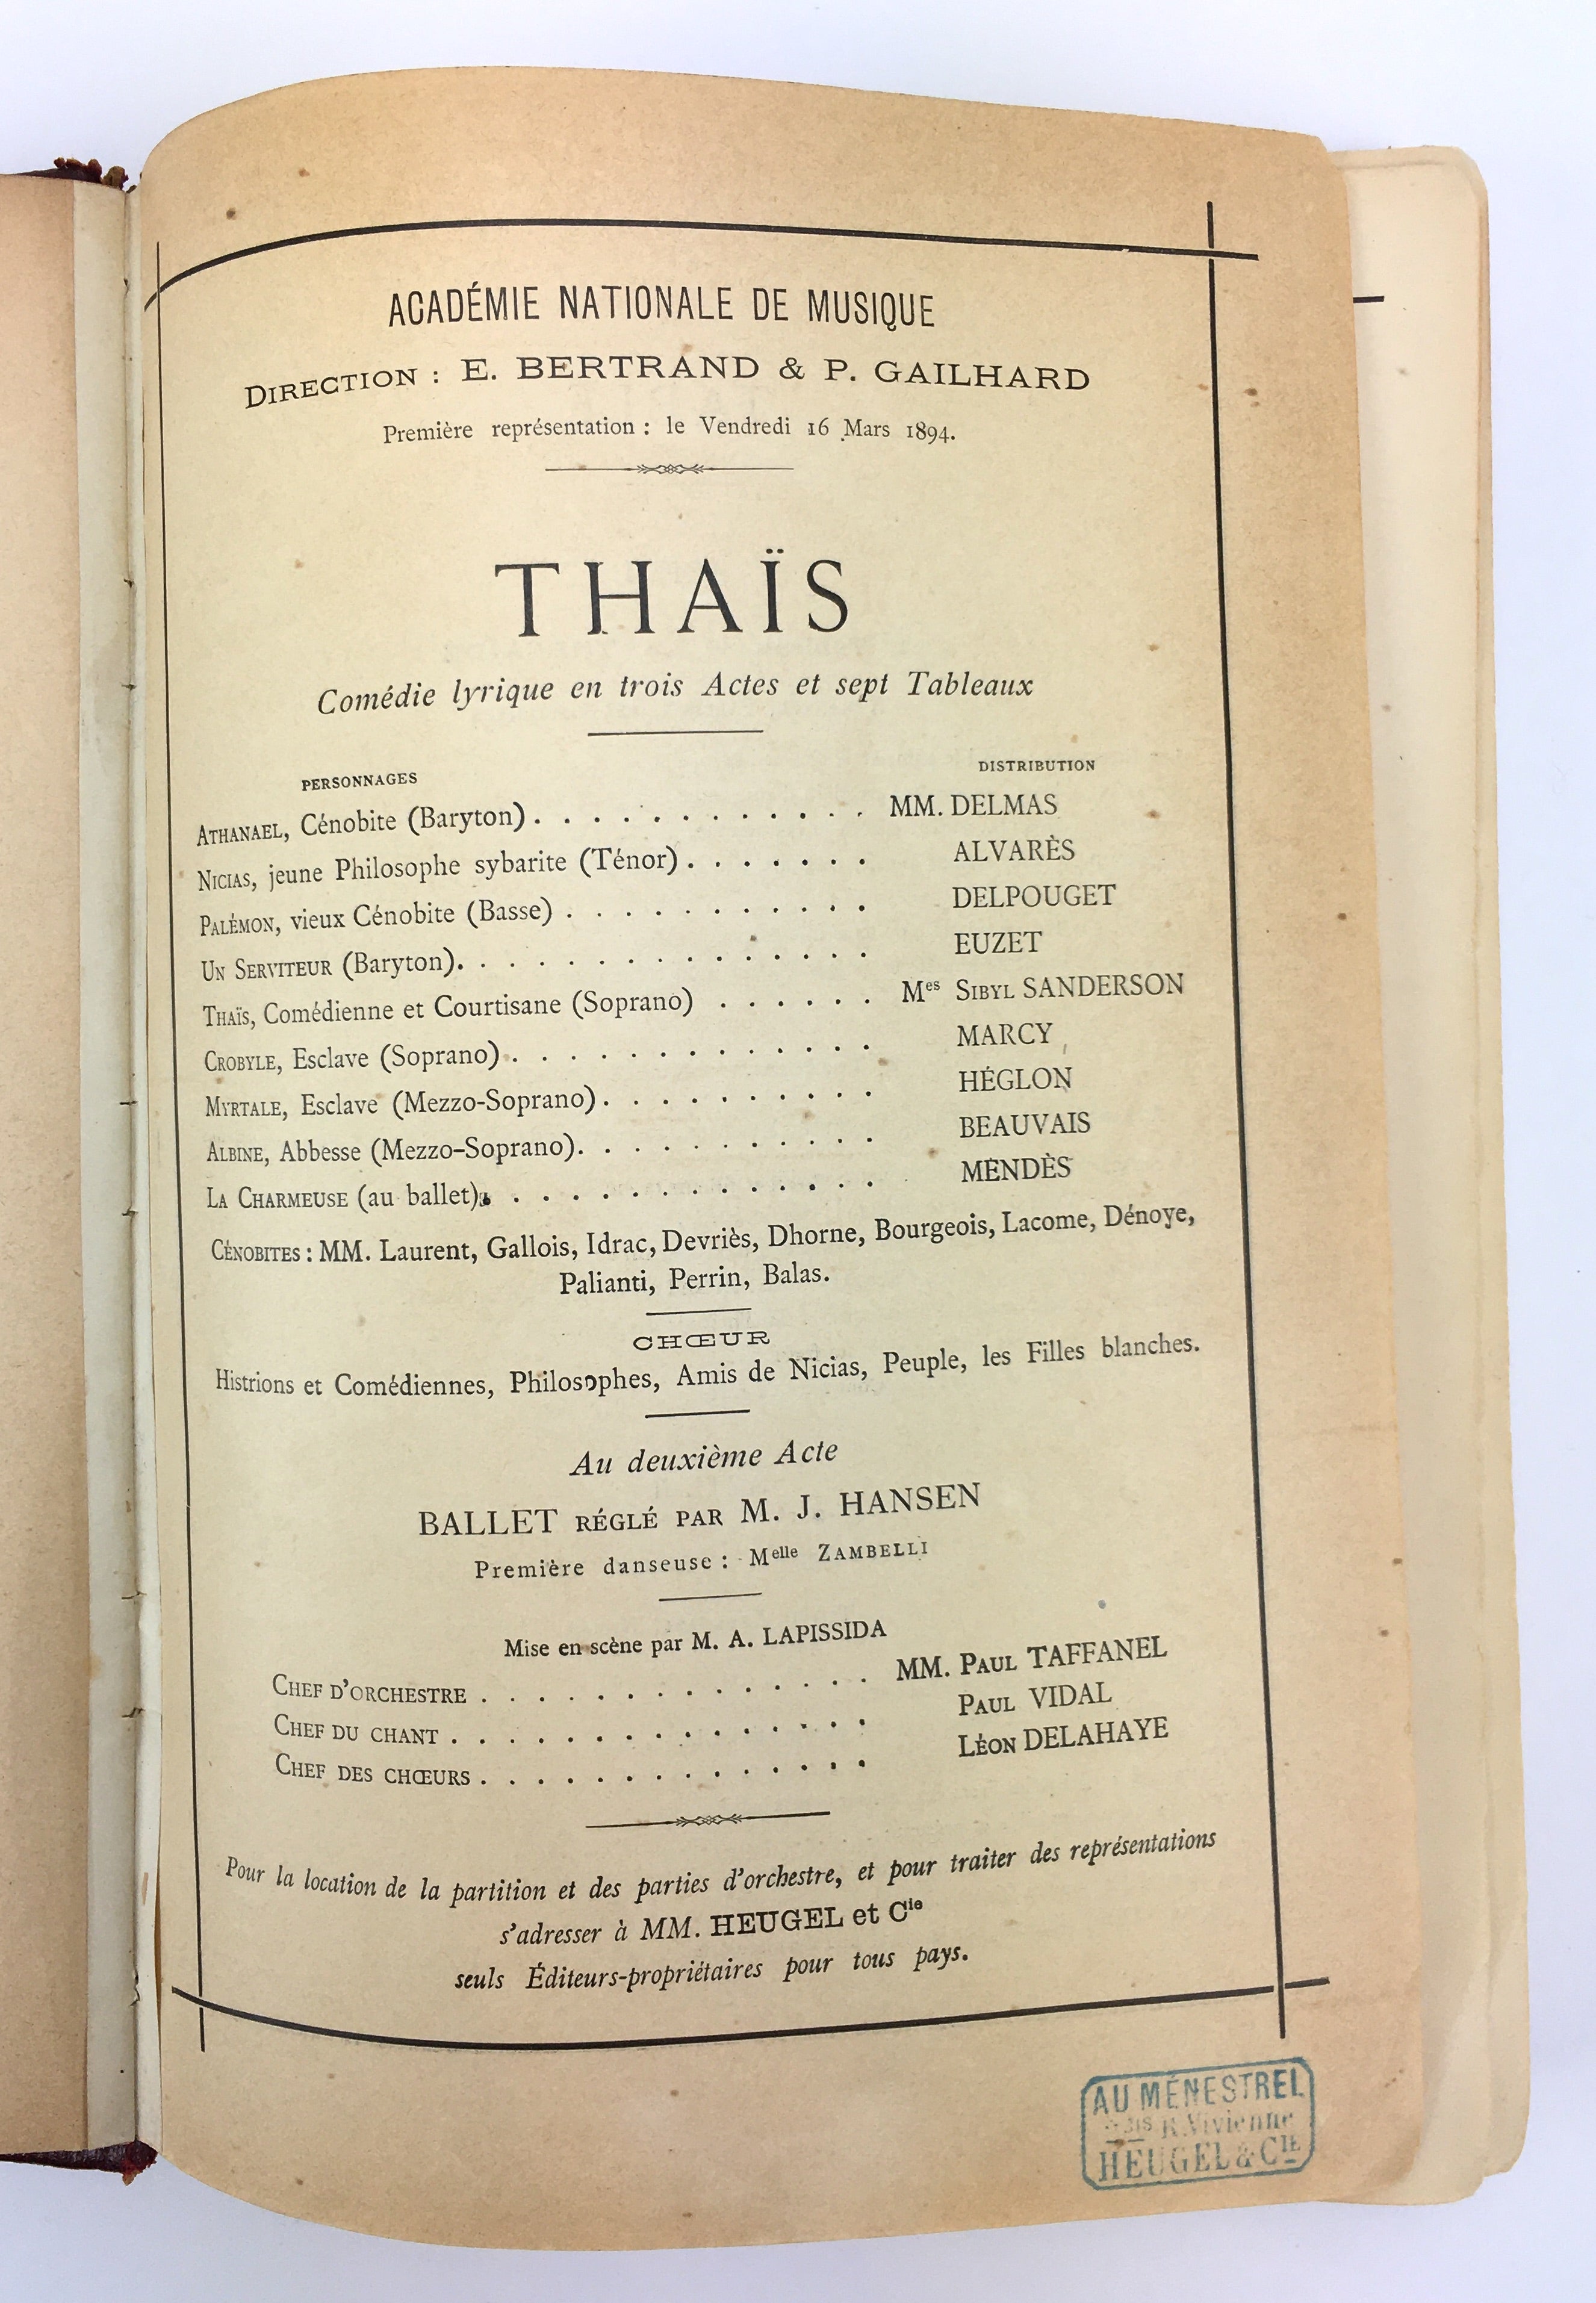 ACADÉMIE NATIONALE DE MUSIQUE
DIRECTION : E. BERTRAND & P. GAILHARD
Première représentation : le Vendredi 16 Mars 1894.
THAÏS
Comédie lyrique en trois Actes et sept Tableaux
PERSONNAGES DISTRIBUTION
ATHANAEL, Cénobite (Baryton) . . . . . . . . . . . . MM. DELMAS
NICIAS, jeune Philosophe sybarite (Ténor) . . . . . . . ALVARÈS
PALÉMON, vieux Cénobite (Basse) . . . . . . . . . . . DELPOUGET
UN SERVITEUR (Baryton) . . . . . . . . . . . . . . . EUZET
THAÏS, Comédienne et Courtisane (Soprano) . . . . . . Mes SIBYL SANDERSON
CROBYLE, Esclave (Soprano) . . . . . . . . . . . . . MARCY
MYRTALE, Esclave (Mezzo-Soprano) . . . . . . . . . . HÉGLON
ALBINE, Abbesse (Mezzo-Soprano) . . . . . . . . . . . BEAUVAIS
LA CHARMEUSE (au ballet) . . . . . . . . . . . . . . MENDÈS
CÉNOBITES : MM. Laurent, Gallois, Idrac, Devriès, Dhorne, Bourgeois, Lacome, Dénoye,
Palianti, Perrin, Balas.
CHŒUR
Histrions et Comédiennes, Philosophes, Amis de Nicias, Peuple, les Filles blanches.
Au deuxième Acte
BALLET RÉGLÉ PAR M. J. HANSEN
Première danseuse : Melle ZAMBELLI
Mise en scène par M. A. LAPISSIDA
CHEF D'ORCHESTRE . . . . . . . . . . . . . . MM. PAUL TAFFANEL
CHEF DU CHANT . . . . . . . . . . . . . . . PAUL VIDAL
CHEF DES CHŒURS . . . . . . . . . . . . . . LÉON DELAHAYE
Pour la location de la partition et des parties d'orchestre, et pour traiter des représentations
s'adresser à MM. HEUGEL et Cie
seuls Éditeurs-propriétaires pour tous pays.
AU MÉNESTREL
BIS R. Vivienne
HEUGEL & CIE